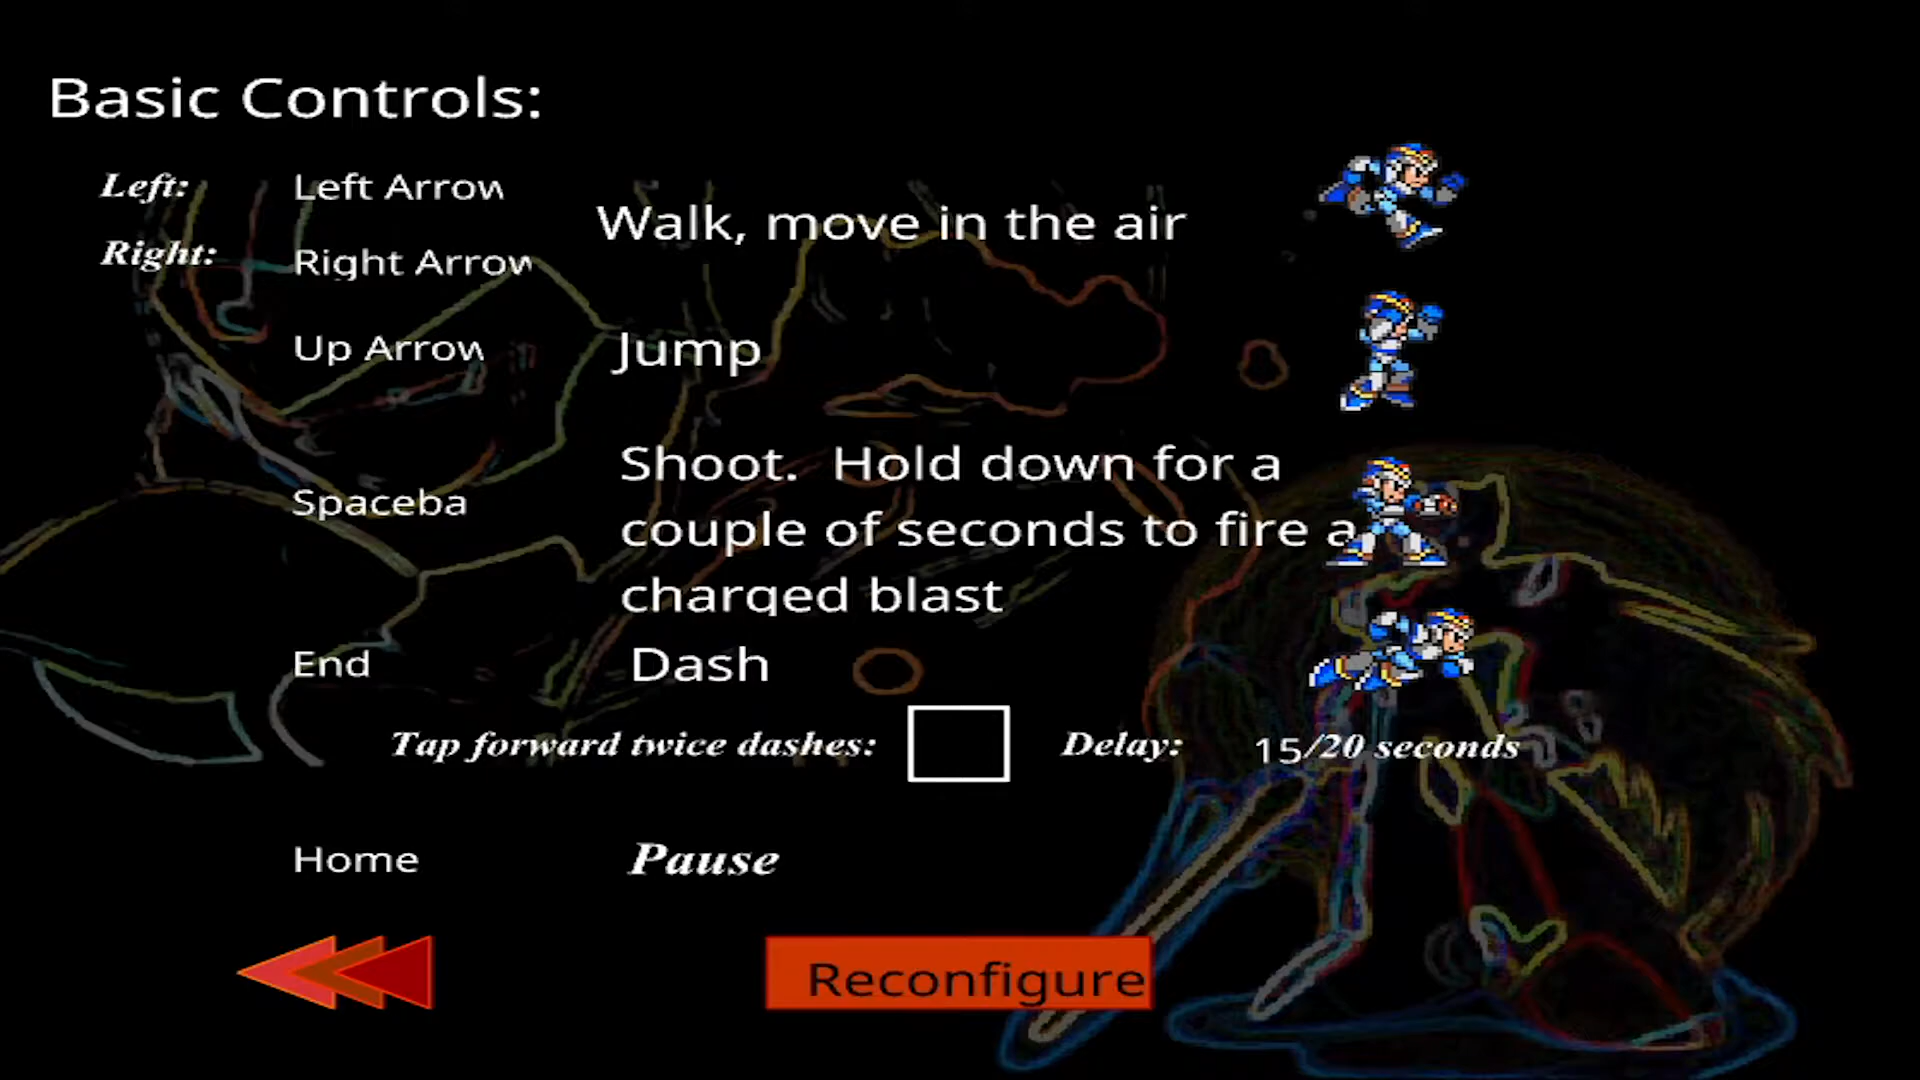 Basic Controls:
Left: Left Arrow
Walk, move in the air
Right: Right Arrow
Up Arrow Jump
Shoot. Hold down for a
Spaceba couple of seconds to fire a
charged blast
End Dash
Tap forward twice dashes: Delay: 15/20 seconds
Home Pause
Reconfigure